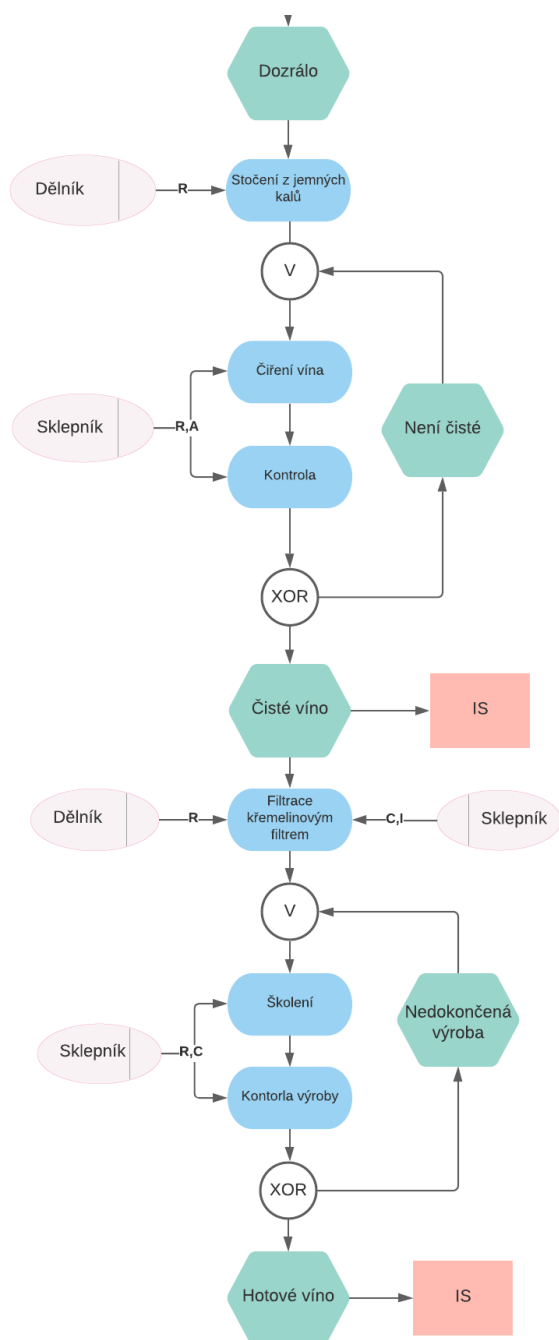 Dozrálo
Dělník
R
Stočení z jemných
kalů
V
Čiření vína
Sklepník
R,A
Není čisté
Kontrola
XOR
Čisté víno
IS
Dělník
R
Filtrace
křemelinovým
filtrem
C,I
Sklepník
V
Školení
Nedokončená
výroba
Sklepník
R,C
Kontorla výroby
XOR
Hotové víno
IS